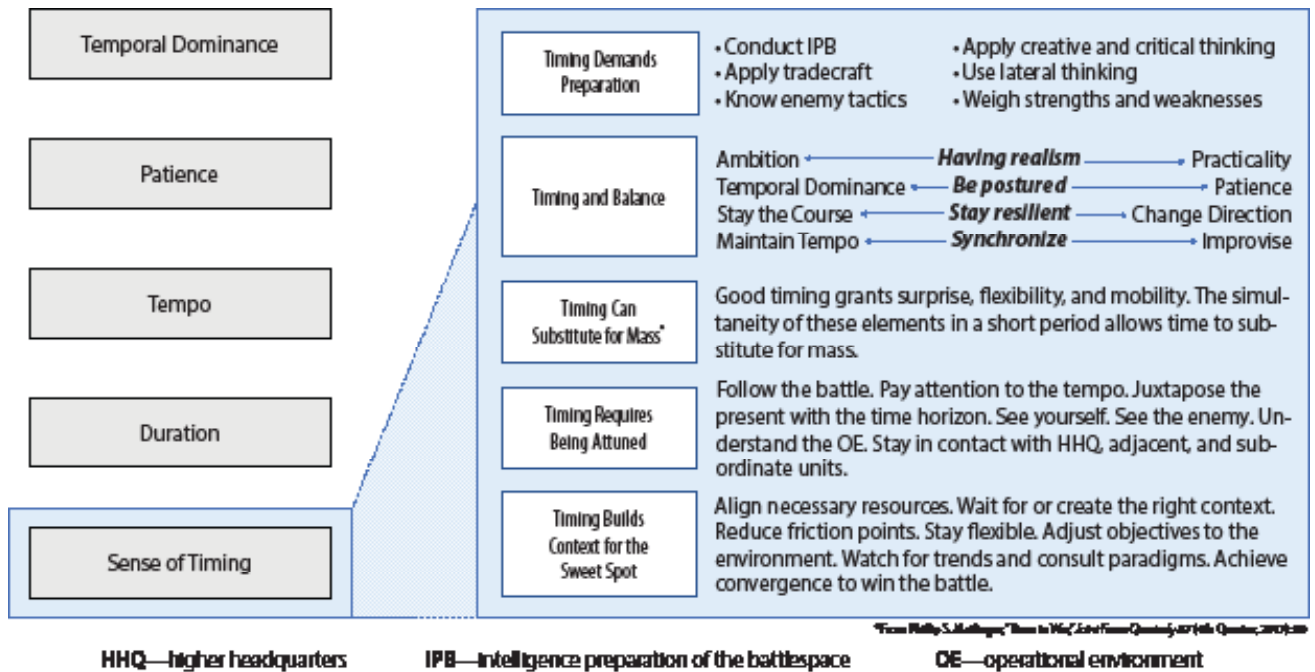 Temporal Dominance
Patience
Tempo
Duration
Sense of Timing
Timing Demands
Preparation
• Conduct IPB
• Apply tradecraft
• Know enemy tactics
• Apply creative and critical thinking
• Use lateral thinking
• Weigh strengths and weaknesses
Timing and Balance
Ambition Having realism Practicality
Temporal Dominance Be postured Patience
Stay the Course Stay resilient Change Direction
Maintain Tempo Synchronize Improvise
Timing Can
Substitute for Mass*
Good timing grants surprise, flexibility, and mobility. The simul-
taneity of these elements in a short period allows time to sub-
stitute for mass.
Timing Requires
Being Attuned
Follow the battle. Pay attention to the tempo. Juxtapose the
present with the time horizon. See yourself. See the enemy. Un-
derstand the OE. Stay in contact with HHQ, adjacent, and sub-
ordinate units.
Timing Builds
Context for the
Sweet Spot
Align necessary resources. Wait for or create the right context.
Reduce friction points. Stay flexible. Adjust objectives to the
environment. Watch for trends and consult paradigms. Achieve
convergence to win the battle.
*From Phillip S. "Time Joint Force Quarterly
HHQ—higher headquarters IPB—intelligence preparation of the battlespace OE—operational environment